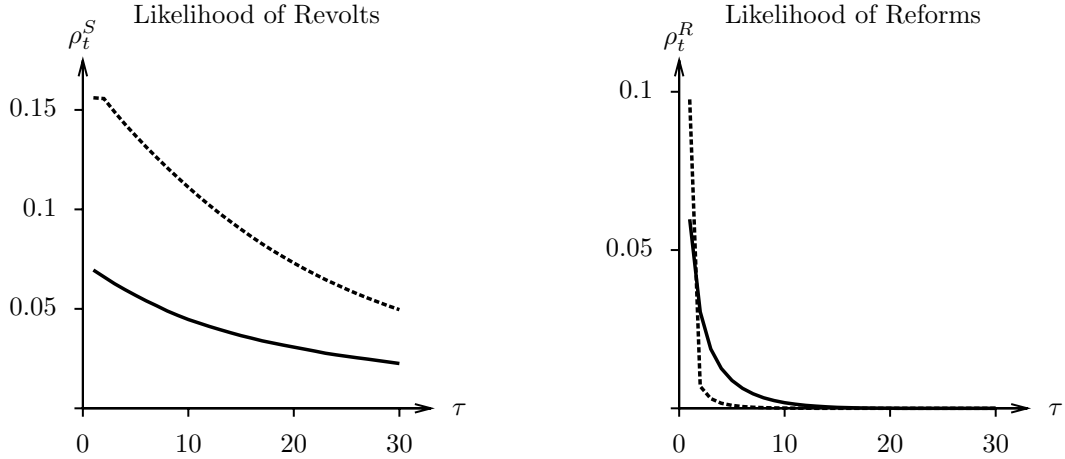 Likelihood of Revolts
ρ_t^S
0.15
0.1
0.05
0 10 20 30
τ
Likelihood of Reforms
ρ_t^R
0.1
0.05
0 10 20 30
τ